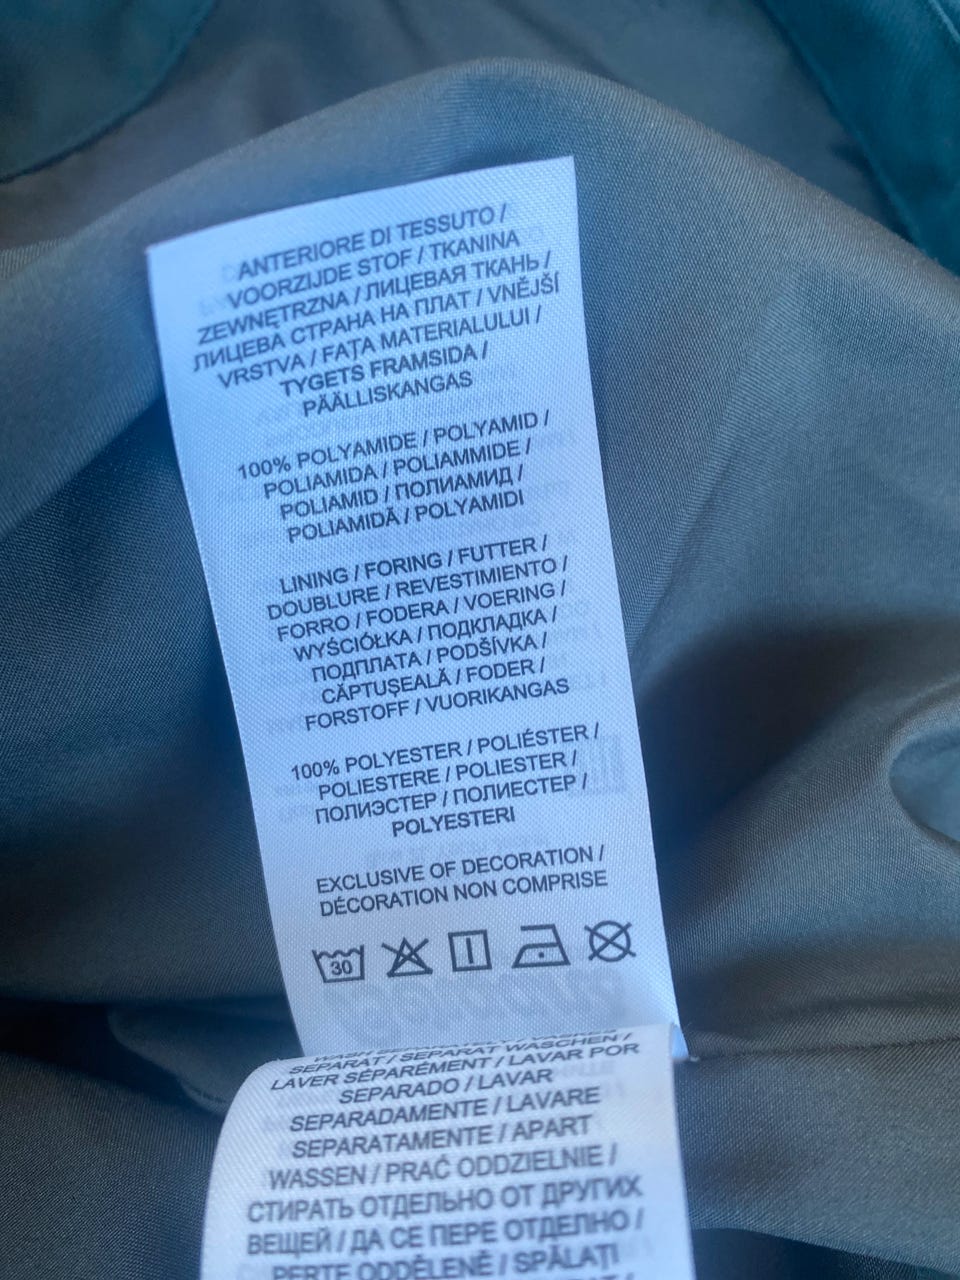 ANTERIORE DI TESSUTO /
VOORZIJDE STOF / TKANINA
ZEWNĘTRZNA / ЛИЦЕВАЯ ТКАНЬ /
ЛИЦЕВА СТРАНА НА ПЛАТ / VNĚJŠÍ
VRSTVA / FAȚA MATERIALULUI /
TYGETS FRAMSIDA /
PÄÄLLISKANGAS
100% POLYAMIDE / POLYAMID /
POLIAMIDA / POLIAMMIDE /
POLIAMID / ПОЛИАМИД /
POLIAMIDĂ / POLYAMIDI
LINING / FORING / FUTTER /
DOUBLURE / REVESTIMIENTO /
FORRO / FODERA / VOERING /
WYŚCIÓŁKA / ПОДКЛАДКА /
ПОДПЛАТА / PODŠÍVKA /
CĂPTUȘEALĂ / FODER /
FORSTOFF / VUORIKANGAS
100% POLYESTER / POLIÉSTER /
POLIESTERE / POLIESTER /
ПОЛИЭСТЕР / ПОЛИЕСТЕР /
POLYESTERI
EXCLUSIVE OF DECORATION /
DÉCORATION NON COMPRISE
30
SEPARAT / SEPARAT WASCHEN /
LAVER SÉPARÉMENT / LAVAR POR
SEPARADO / LAVAR
SEPARADAMENTE / LAVARE
SEPARATAMENTE / APART
WASSEN / PRAĆ ODDZIELNIE /
СТИРАТЬ ОТДЕЛЬНО ОТ ДРУГИХ
ВЕЩЕЙ / ДА СЕ ПЕРЕ ОТДЕЛНО /
PERTE ODDĚLENĚ / SPĂLAȚI